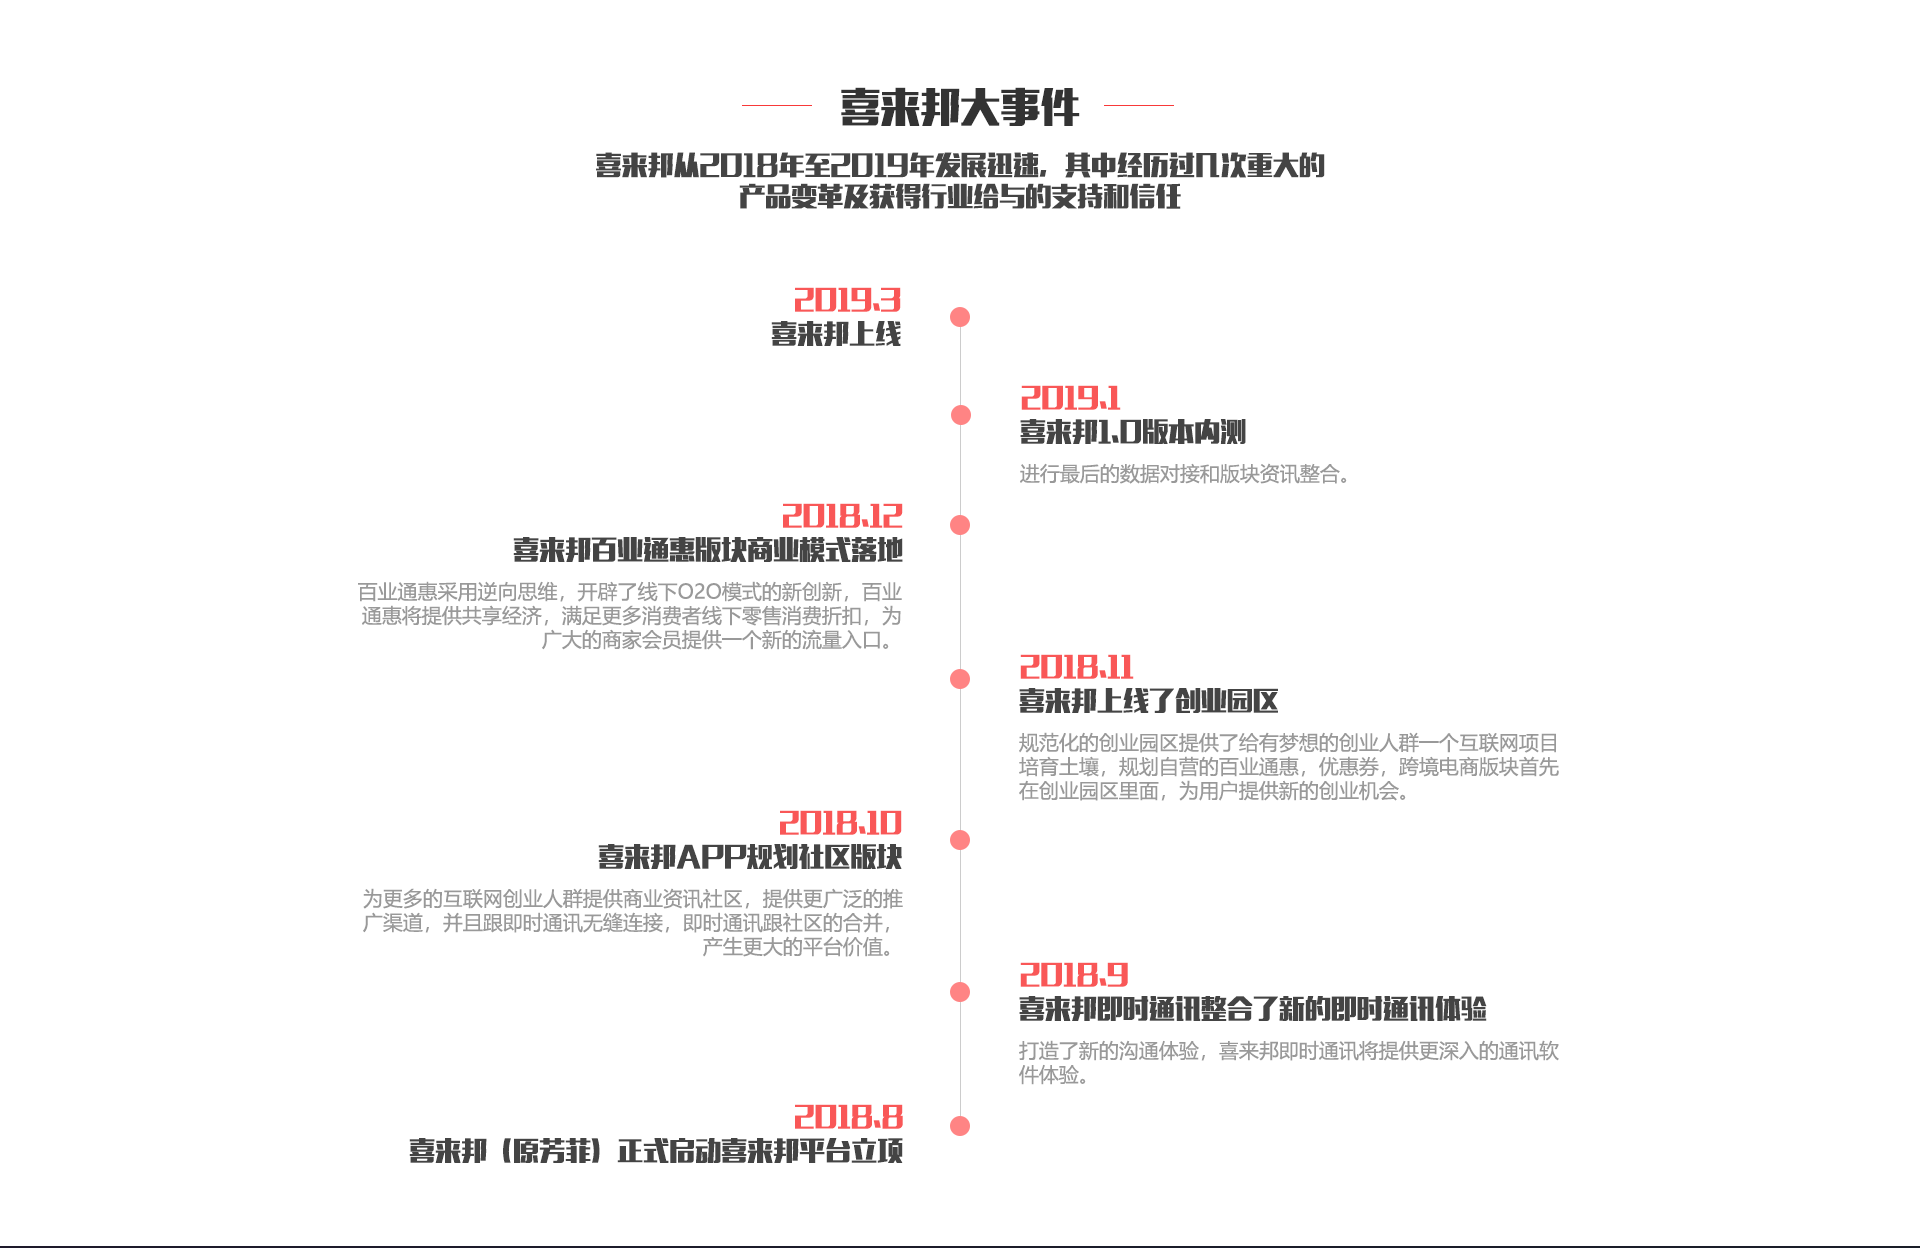 喜来邦大事件
喜来邦从2018年至2019年发展迅速，其中经历过几次重大的
产品变革及获得行业给与的支持和信任
2019.3
喜来邦上线
2019.1
喜来邦1.0版本内测
进行最后的数据对接和版块资讯整合。
2018.12
喜来邦百业通惠版块商业模式落地
百业通惠采用逆向思维，开辟了线下O2O模式的新创新，百业
通惠将提供共享经济，满足更多消费者线下零售消费折扣，为
广大的商家会员提供一个新的流量入口。
2018.11
喜来邦上线了创业园区
规范化的创业园区提供了给有梦想的创业人群一个互联网项目
培育土壤，规划自营的百业通惠，优惠券，跨境电商版块首先
在创业园区里面，为用户提供新的创业机会。
2018.10
喜来邦APP规划社区版块
为更多的互联网创业人群提供商业资讯社区，提供更广泛的推
广渠道，并且跟即时通讯无缝连接，即时通讯跟社区的合并，
产生更大的平台价值。
2018.9
喜来邦即时通讯整合了新的即时通讯体验
打造了新的沟通体验，喜来邦即时通讯将提供更深入的通讯软
件体验。
2018.8
喜来邦（原芳菲）正式启动喜来邦平台立项